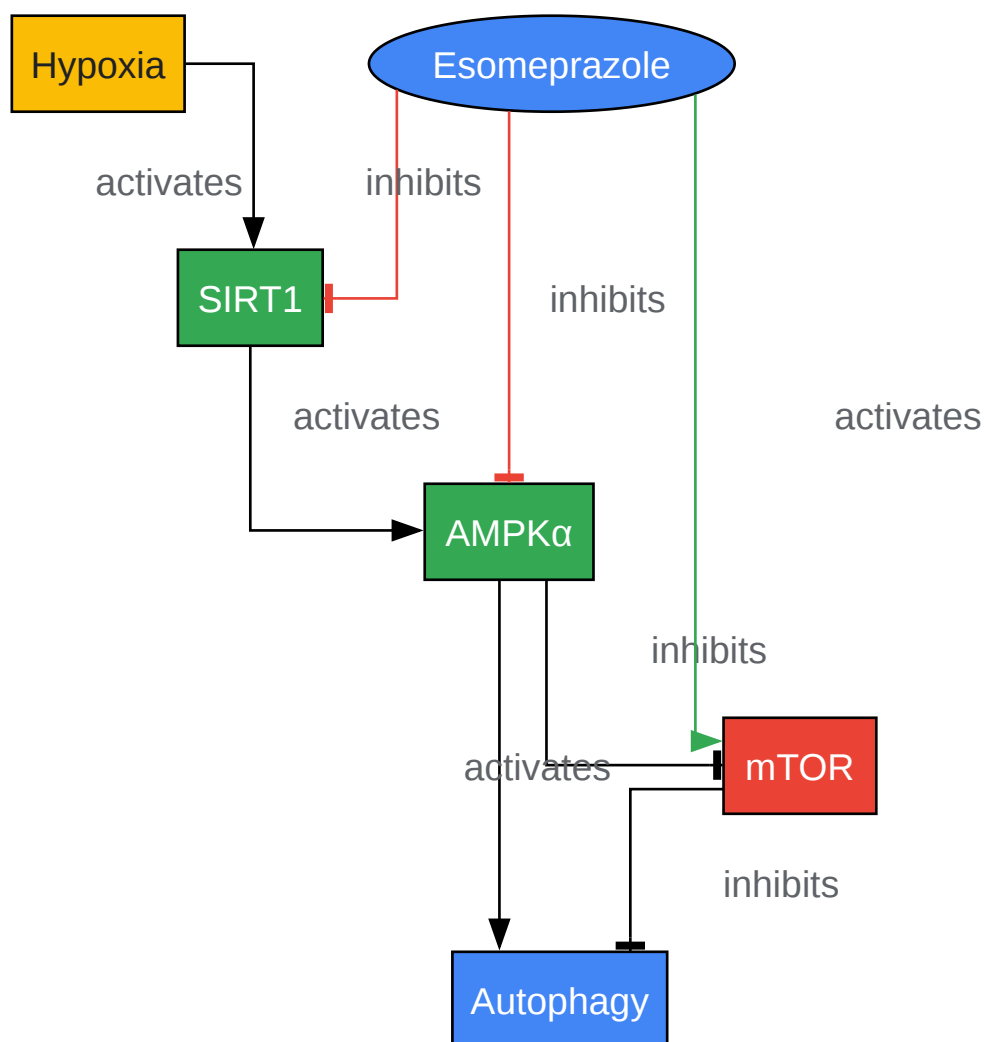 Hypoxia
Esomeprazole
activates
inhibits
SIRT1
inhibits
activates
activates
AMPKα
inhibits
activates
mTOR
inhibits
Autophagy